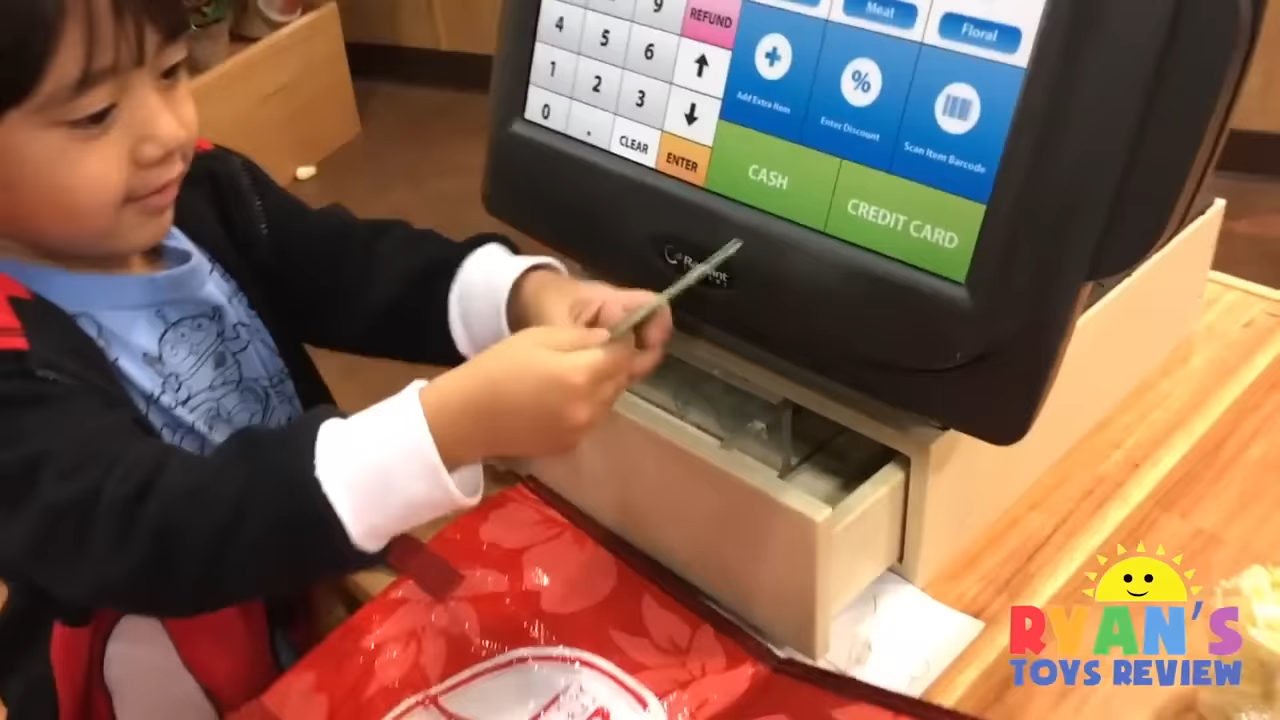 9 REFUND
4 5 6
1 2 3
0 . CLEAR ENTER
Meat
Floral
Add Extra Item
Enter Discount
Scan Item Barcode
CASH
CREDIT CARD
RYAN'S
TOYS REVIEW